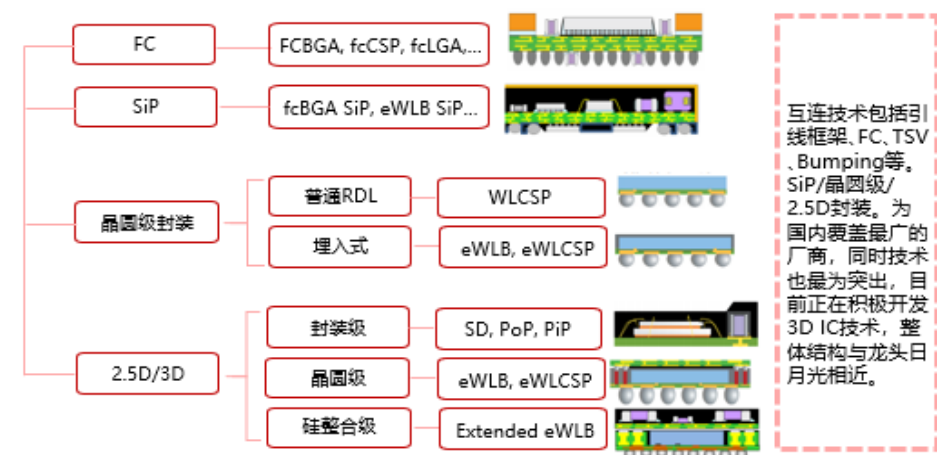 FC
FCBGA, fcCSP, fcLGA,...
SiP
fcBGA SiP, eWLB SiP...
晶圆级封装
普通RDL
WLCSP
埋入式
eWLB, eWLCSP
2.5D/3D
封装级
SD, PoP, PiP
晶圆级
eWLB, eWLCSP
硅整合级
Extended eWLB
互连技术包括引
线框架、FC、TSV
、Bumping等。
SiP/晶圆级/
2.5D封装。为
国内覆盖最广的
厂商，同时技术
也最为突出，目
前正在积极开发
3D IC技术，整
体结构与龙头日
月光相近。